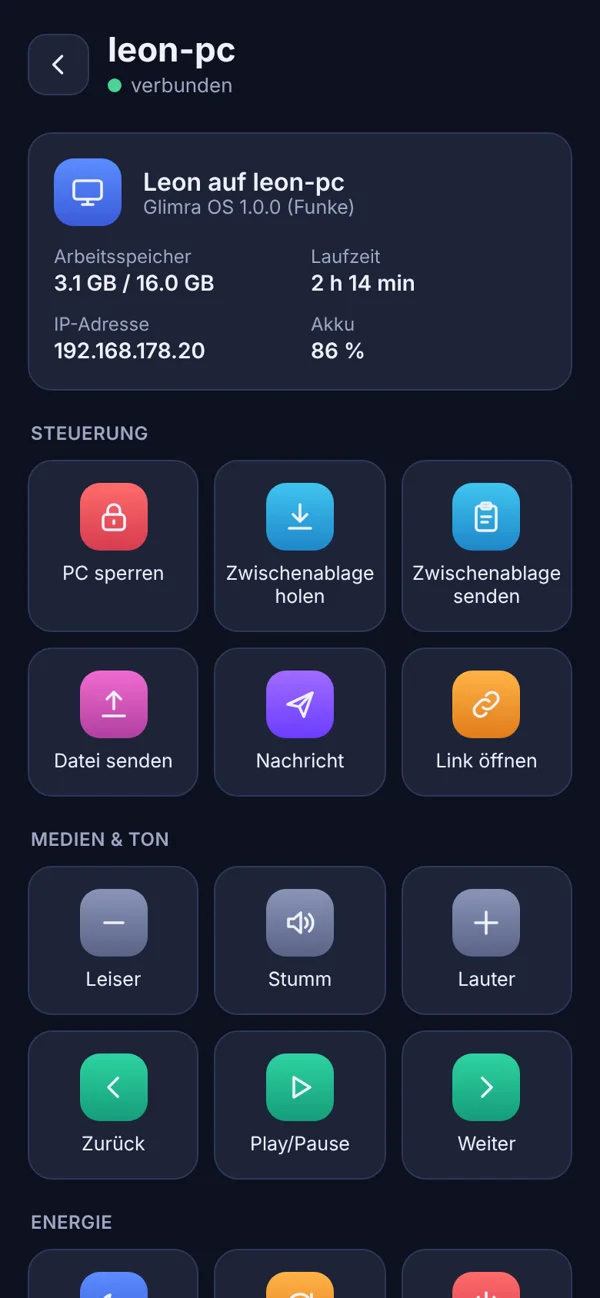 leon-pc
verbunden
Leon auf leon-pc
Glimra OS 1.0.0 (Funke)
Arbeitsspeicher
3.1 GB / 16.0 GB
Laufzeit
2 h 14 min
IP-Adresse
192.168.178.20
Akku
86 %
STEUERUNG
PC sperren
Zwischenablage
holen
Zwischenablage
senden
Datei senden
Nachricht
Link öffnen
MEDIEN & TON
Leiser
Stumm
Lauter
Zurück
Play/Pause
Weiter
ENERGIE